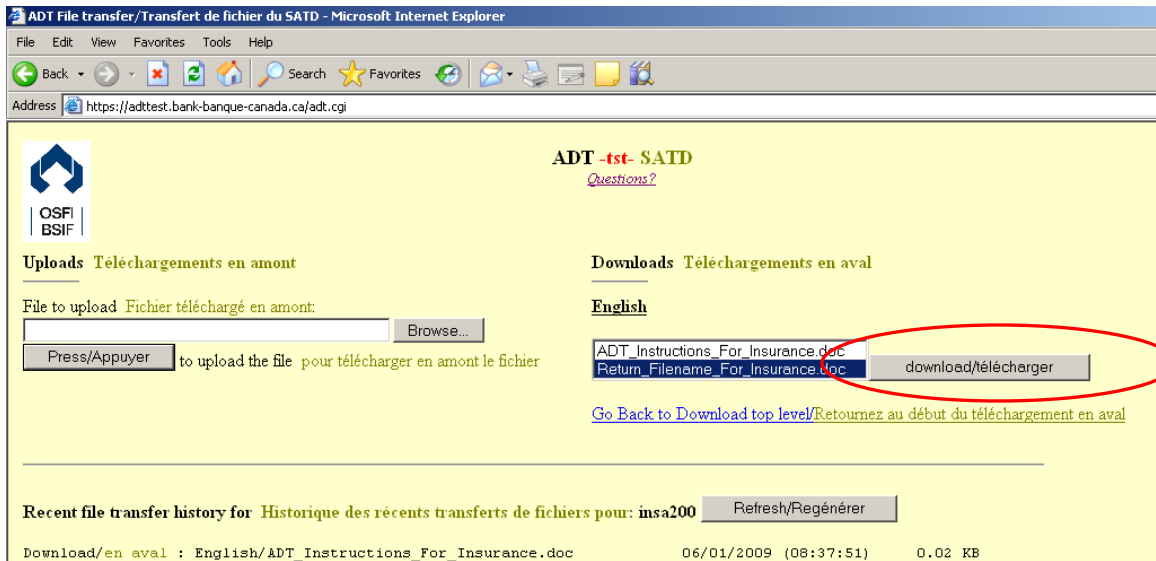 ADT File transfer/Transfert de fichier du SATD - Microsoft Internet Explorer
File Edit View Favorites Tools Help
Back Search Favorites
Address https://adttest.bank-banque-canada.ca/adt.cgi
ADT -tst- SATD
Questions?
OSFI
BSIF
Uploads Téléchargements en amont
File to upload Fichier téléchargé en amont:
Browse...
Press/Appuyer to upload the file pour télécharger en amont le fichier
Downloads Téléchargements en aval
English
ADT_Instructions_For_Insurance.doc
Return_Filename_For_Insurance.doc
download/télécharger
Go Back to Download top level/Retournez au début du téléchargement en aval
Recent file transfer history for Historique des récents transferts de fichiers pour: insa200 Refresh/Regénérer
Download/en aval : English/ADT_Instructions_For_Insurance.doc 06/01/2009 (08:37:51) 0.02 KB